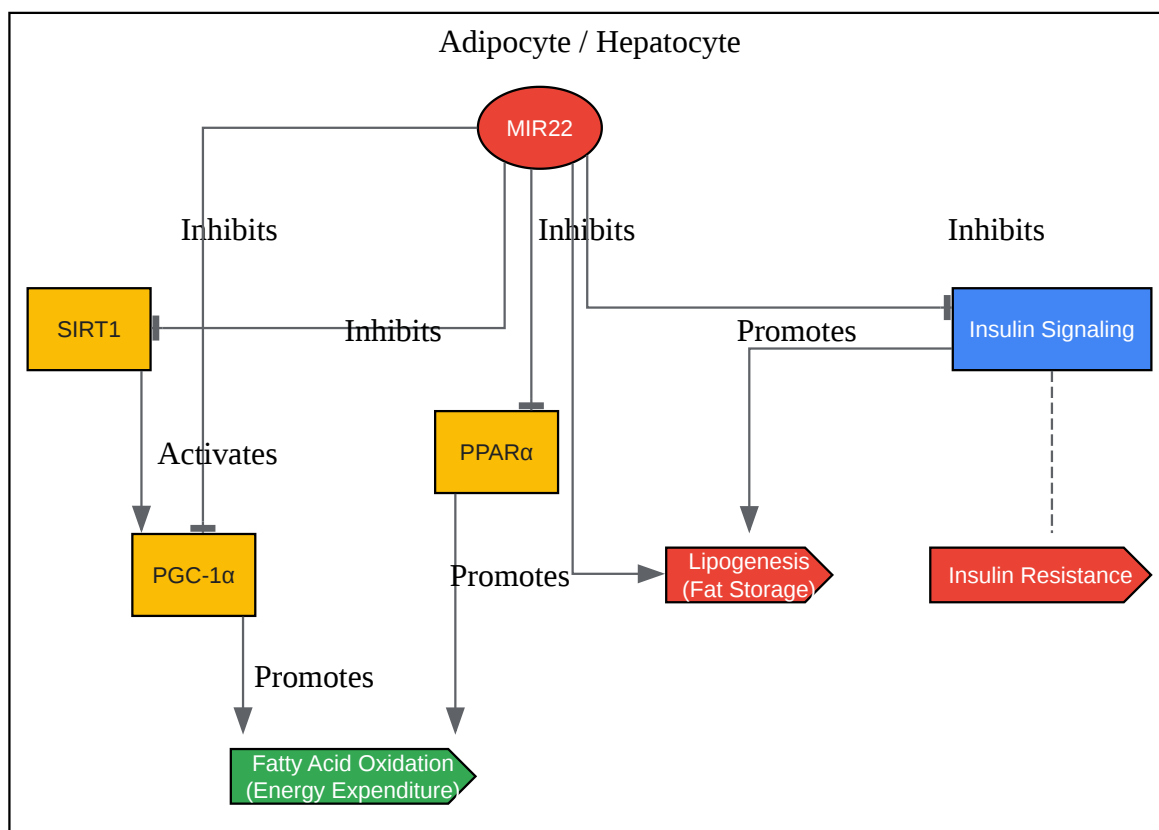 Adipocyte / Hepatocyte
MIR22
Inhibits
Inhibits
Inhibits
SIRT1
Inhibits
Promotes
Insulin Signaling
Activates
PPARα
PGC-1α
Promotes
Lipogenesis
(Fat Storage)
Insulin Resistance
Promotes
Fatty Acid Oxidation
(Energy Expenditure)